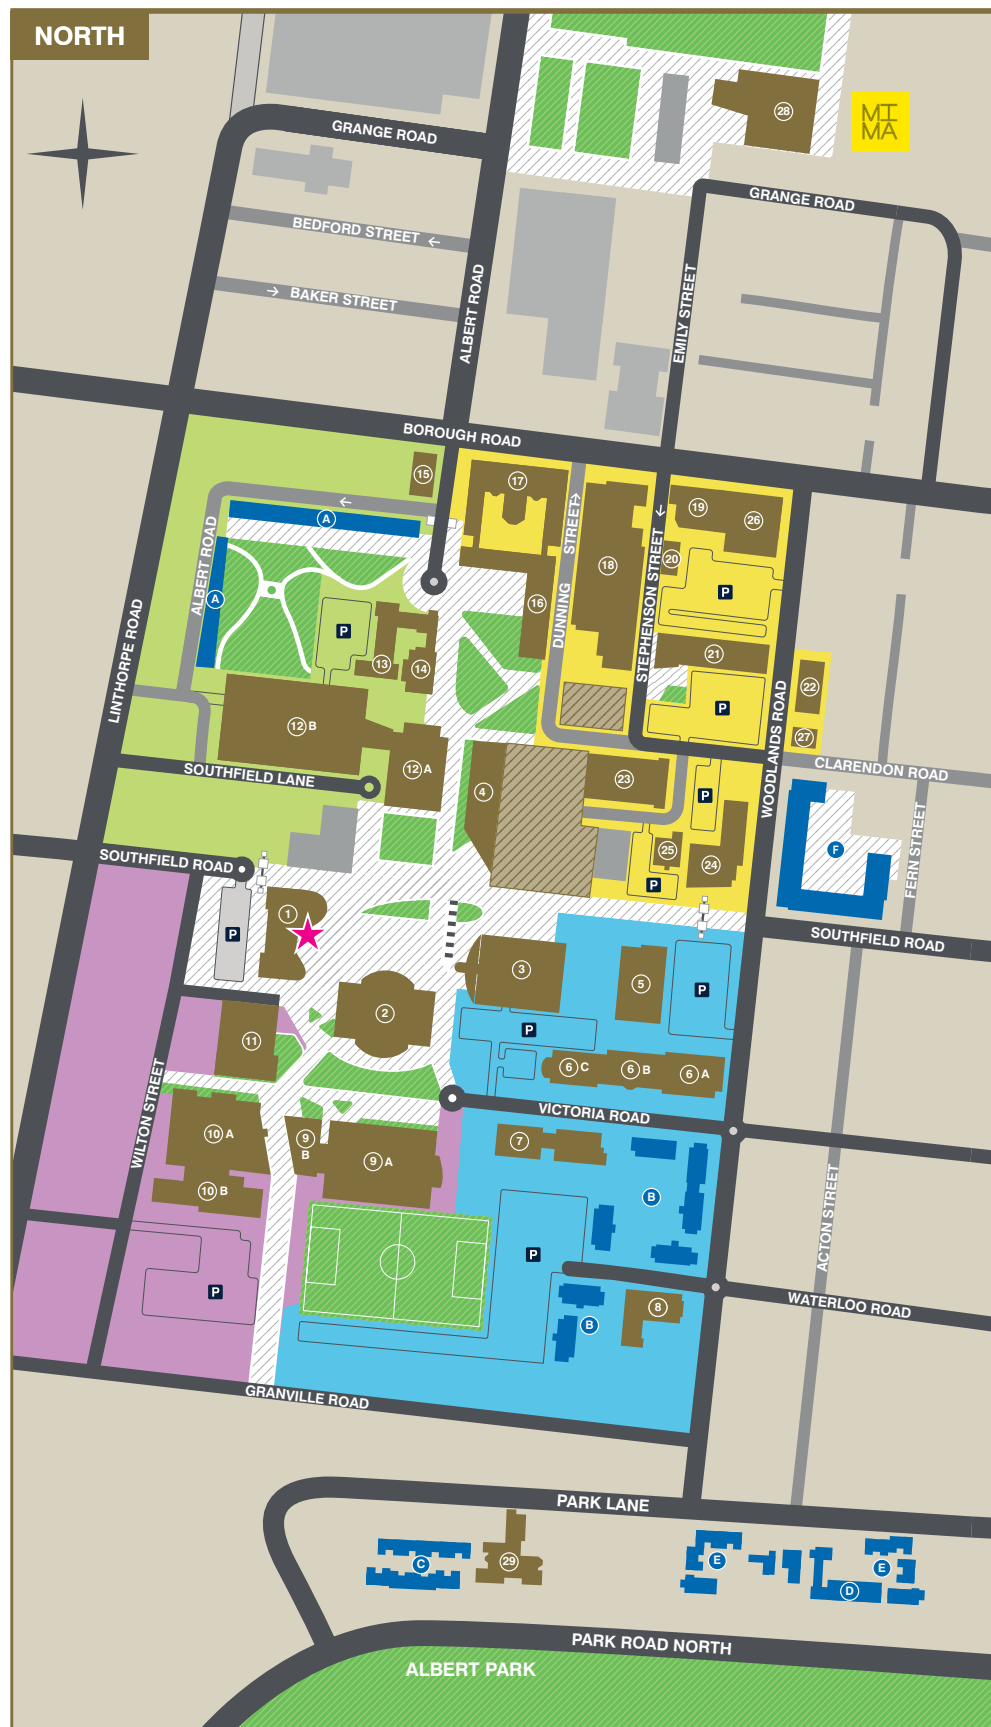 NORTH
28
MI
MA
GRANGE ROAD
GRANGE ROAD
BEDFORD STREET ←
→ BAKER STREET
ALBERT ROAD
EMILY STREET
BOROUGH ROAD
15
17
19
26
←
A
ALBERT ROAD
A
P
13
14
16
18
20
P
DUNNING STREET →
STEPHENSON STREET
→
21
22
P
27
LINTHORPE ROAD
12 B
12 A
SOUTHFIELD LANE
4
23
P
WOODLANDS ROAD
CLARENDON ROAD
FERN STREET
F
25
24
P
SOUTHFIELD ROAD
1
P
3
5
P
SOUTHFIELD ROAD
2
P
11
6 C
6 B
6 A
VICTORIA ROAD
WILTON STREET
10 A
9
B
9 A
7
10 B
B
ACTON STREET
P
P
8
B
WATERLOO ROAD
GRANVILLE ROAD
PARK LANE
C
29
E
E
D
PARK ROAD NORTH
ALBERT PARK